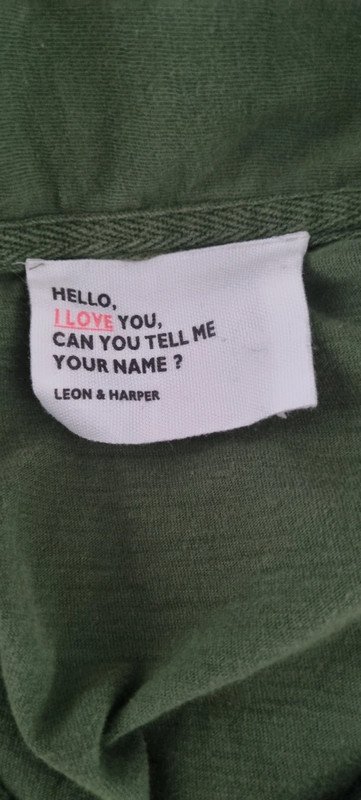 HELLO,
I LOVE YOU,
CAN YOU TELL ME
YOUR NAME ?
LEON & HARPER